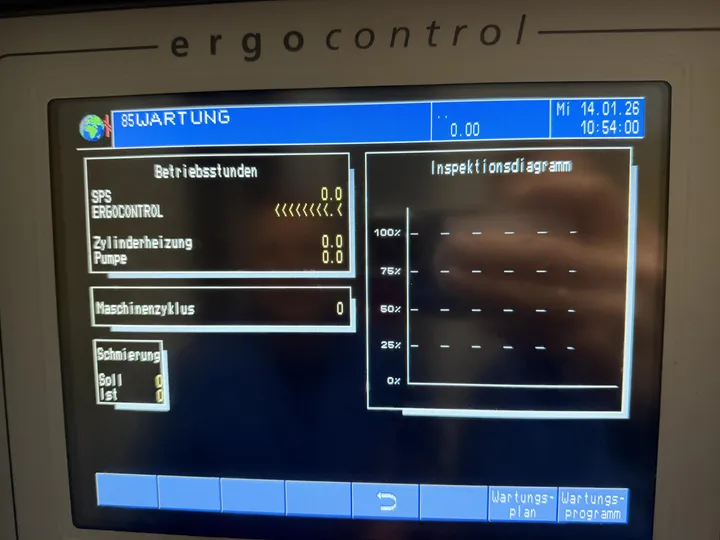 ergocontrol
85WARTUNG
..
0.00
Mi 14.01.26
10:54:00
Betriebsstunden
SPS 0.0
ERGOCONTROL <<<<<<<<.<
Zylinderheizung 0.0
Pumpe 0.0
Maschinenzyklus 0
Schmierung
Soll 0
Ist 0
Inspektionsdiagramm
100%
75%
50%
25%
0%
Wartungs-
plan
Wartungs-
programm